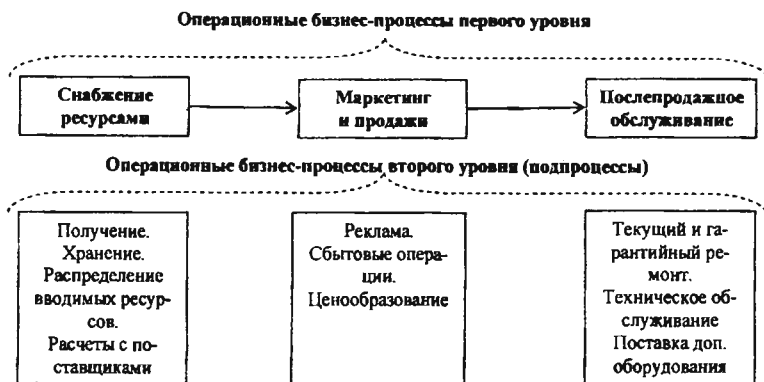 Операционные бизнес-процессы первого уровня
Снабжение
ресурсами
Маркетинг
и продажи
Послепродажное
обслуживание
Операционные бизнес-процессы второго уровня (подпроцессы)
Получение.
Хранение.
Распределение
вводимых ресур-
сов.
Расчеты с по-
ставщиками
Реклама.
Сбытовые опера-
ции.
Ценообразование
Текущий и га-
рантийный ре-
монт.
Техническое об-
служивание
Поставка доп.
оборудования